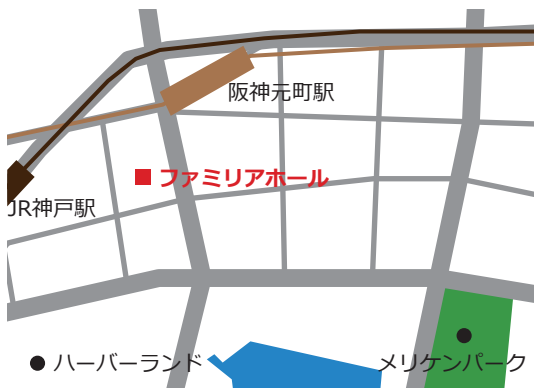 阪神元町駅
ファミリアホール
JR神戸駅
ハーバーランド
メリケンパーク